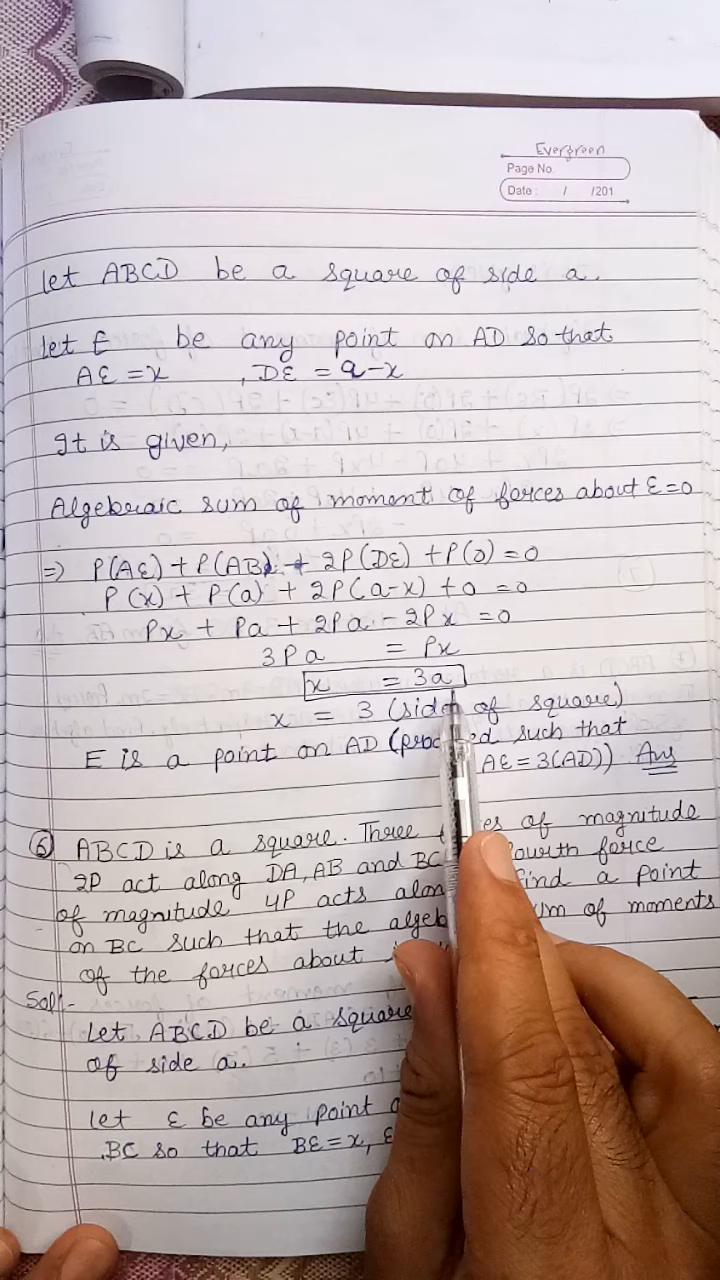 Evergreen
Page No.
Date : / /201
let ABCD be a square of side a.
let E be any point on AD so that
AE = x , DE = a-x
It is given,
Algebraic sum of moment of forces about E = 0
=) P(AE) + P(AB) + 2P(DE) + P(0) = 0
P(x) + P(a) + 2P(a-x) + 0 = 0
Px + Pa + 2Pa - 2Px = 0
3Pa = Px
x = 3a
x = 3 (side of square)
E is a point on AD ( such that
AE = 3(AD)) Ans
6 ABCD is a square. Three of magnitude
2P act along DA, AB and BC fourth force
of magnitude 4P acts find a point
on BC such that the sum of moments
of the forces about
Sol:-
Let ABCD be a square
of side a.
let E be any point
BC so that BE = x,